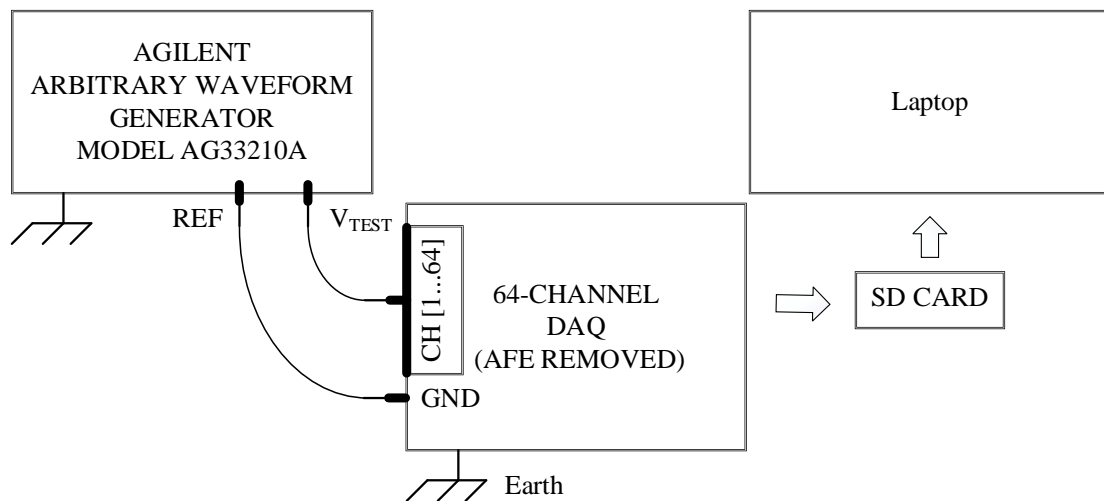 AGILENT
ARBITRARY WAVEFORM
GENERATOR
MODEL AG33210A
Laptop
REF
VTEST
CH [1...64]
64-CHANNEL
DAQ
(AFE REMOVED)
SD CARD
GND
Earth